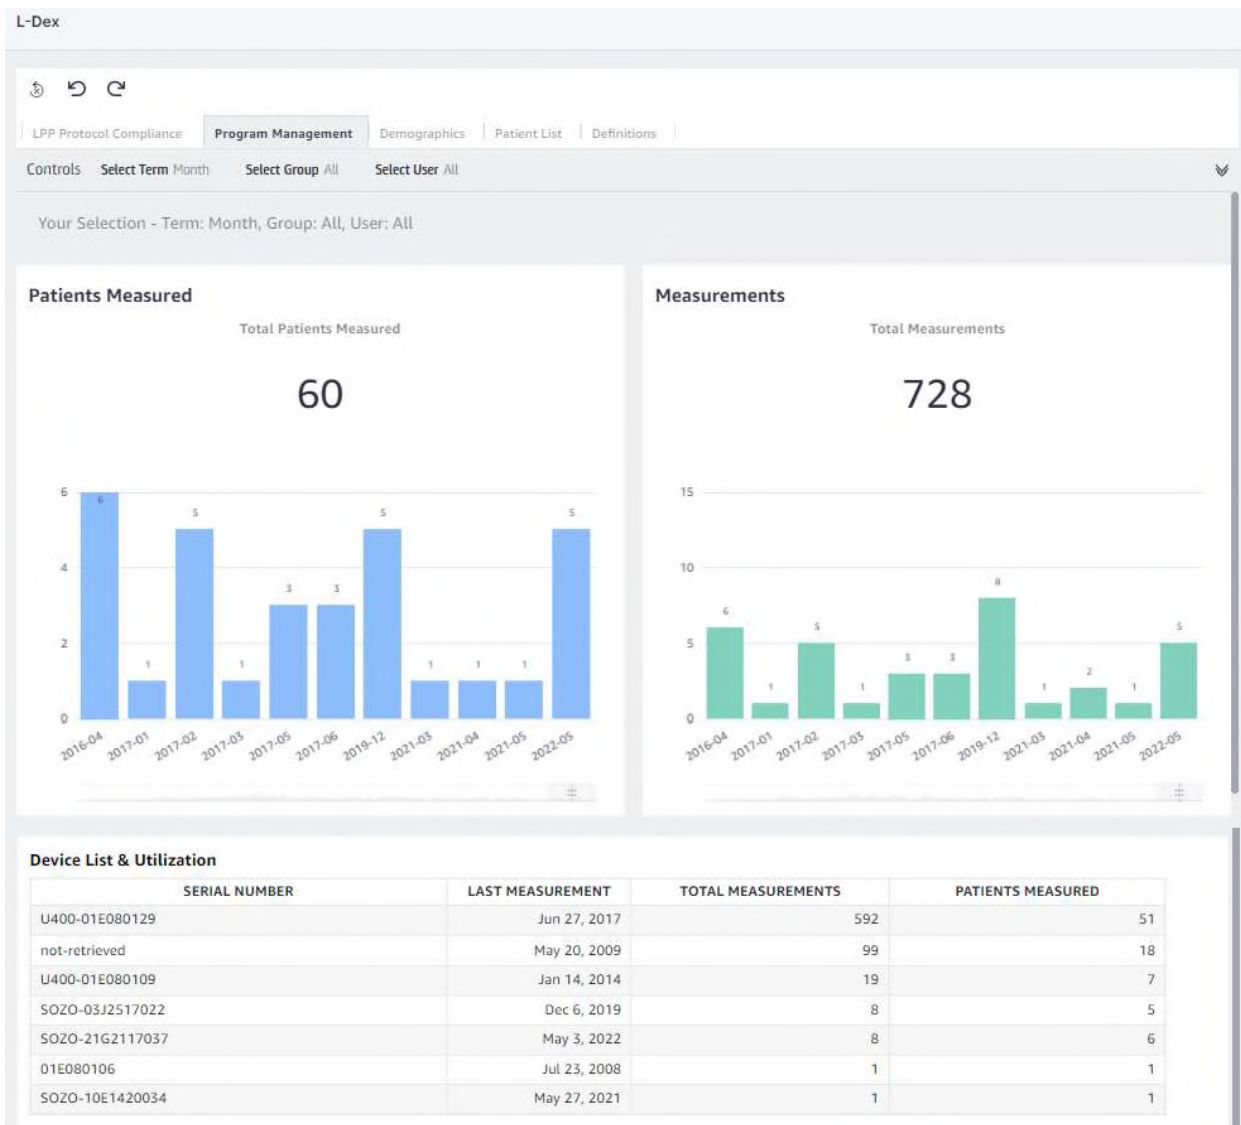 L-Dex
LPP Protocol Compliance Program Management Demographics Patient List Definitions
Controls Select Term Month Select Group All Select User All
Your Selection - Term: Month, Group: All, User: All
Patients Measured
Total Patients Measured
60
6
4
2
0
6
1
5
1
3
3
5
1
1
1
5
2016-04 2017-01 2017-02 2017-03 2017-05 2017-06 2019-12 2021-03 2021-04 2021-05 2022-05
Measurements
Total Measurements
728
15
10
5
0
6
1
5
1
3
3
8
1
2
1
5
2016-04 2017-01 2017-02 2017-03 2017-05 2017-06 2019-12 2021-03 2021-04 2021-05 2022-05
Device List & Utilization
SERIAL NUMBER LAST MEASUREMENT TOTAL MEASUREMENTS PATIENTS MEASURED
U400-01E080129 Jun 27, 2017 592 51
not-retrieved May 20, 2009 99 18
U400-01E080109 Jan 14, 2014 19 7
SOZO-03J2517022 Dec 6, 2019 8 5
SOZO-21G2117037 May 3, 2022 8 6
01E080106 Jul 23, 2008 1 1
SOZO-10E1420034 May 27, 2021 1 1